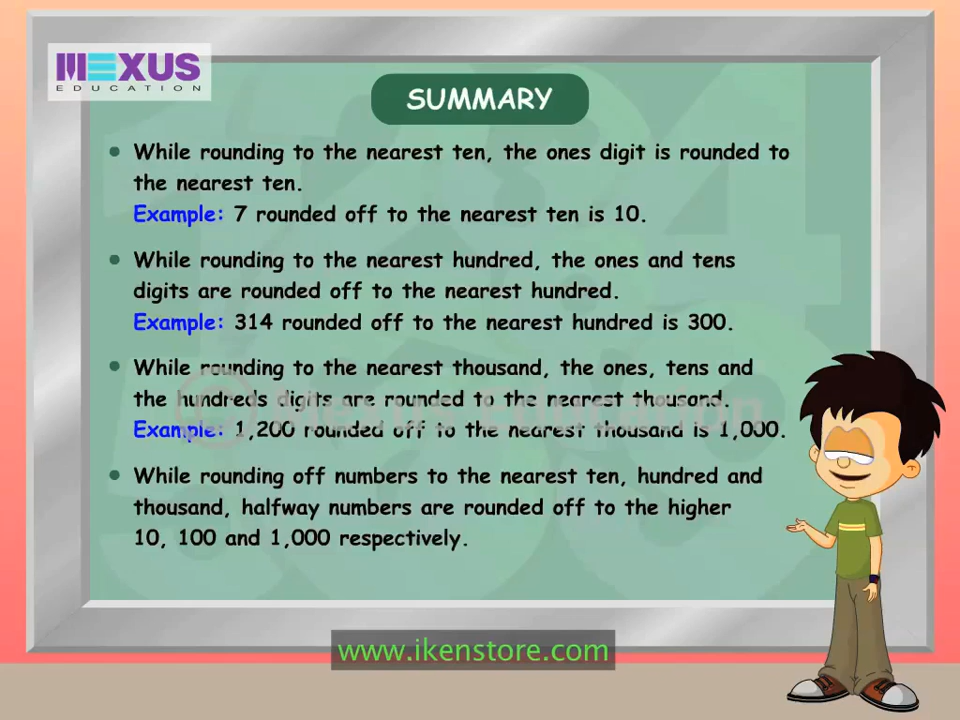 MEXUS
EDUCATION
SUMMARY
• While rounding to the nearest ten, the ones digit is rounded to
the nearest ten.
Example: 7 rounded off to the nearest ten is 10.
• While rounding to the nearest hundred, the ones and tens
digits are rounded off to the nearest hundred.
Example: 314 rounded off to the nearest hundred is 300.
• While rounding to the nearest thousand, the ones, tens and
the hundreds digits are rounded to the nearest thousand.
© Mexus Education
Example: 1,200 rounded off to the nearest thousand is 1,000.
• While rounding off numbers to the nearest ten, hundred and
thousand, halfway numbers are rounded off to the higher
10, 100 and 1,000 respectively.
www.ikenstore.com